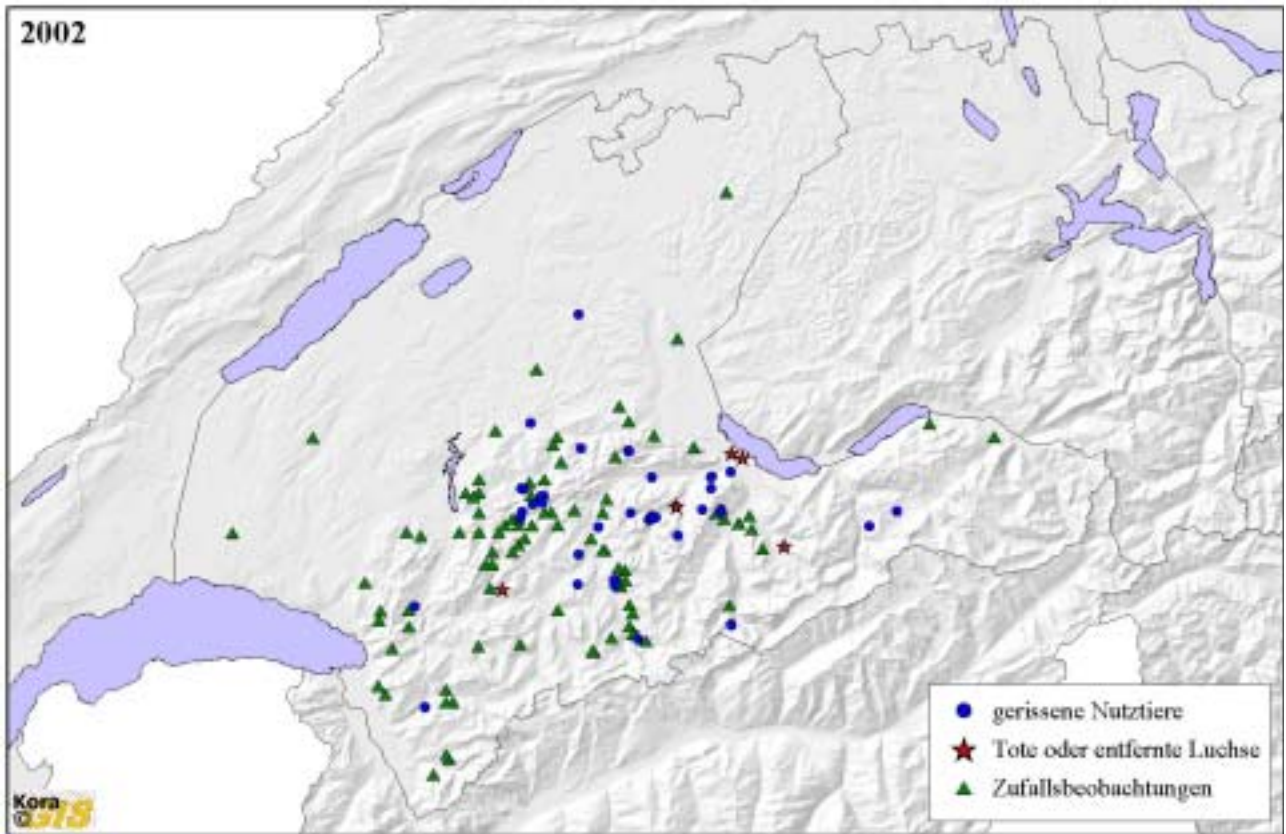 2002
gerissene Nutztiere
Tote oder entfernte Luchse
Zufallsbeobachtungen
Kora
©GIS